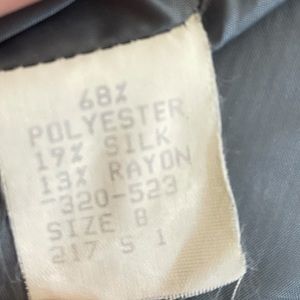 68%
POLYESTER
19% SILK
13% RAYON
-320-523
SIZE 8
217 S 1